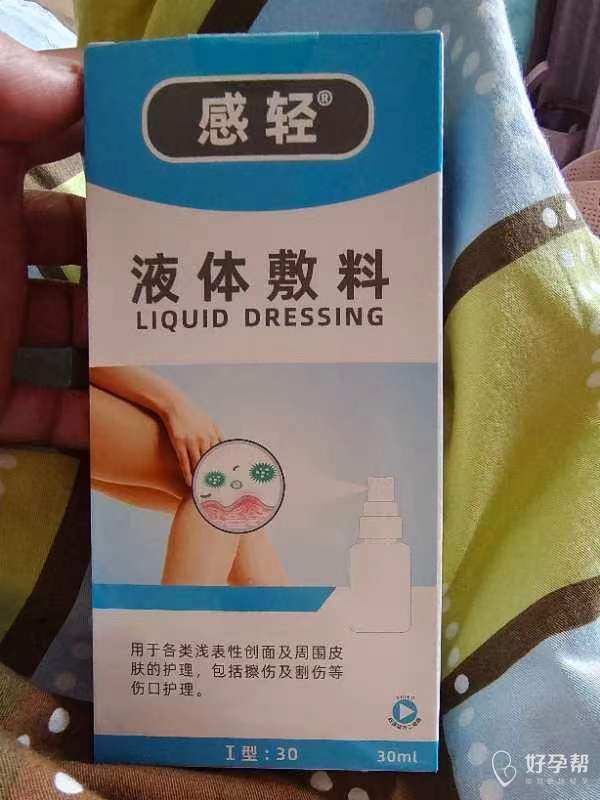 感轻®
液体敷料
LIQUID DRESSING
用于各类浅表性创面及周围皮
肤的护理，包括擦伤及割伤等
伤口护理。
I型：30
30ml
好孕帮